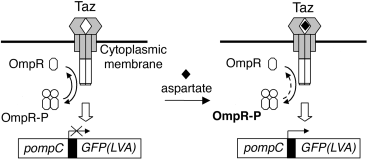 Taz
Taz
Cytoplasmic
membrane
OmpR
OmpR-P
aspartate
OmpR
OmpR-P
pompC GFP(LVA)
pompC GFP(LVA)